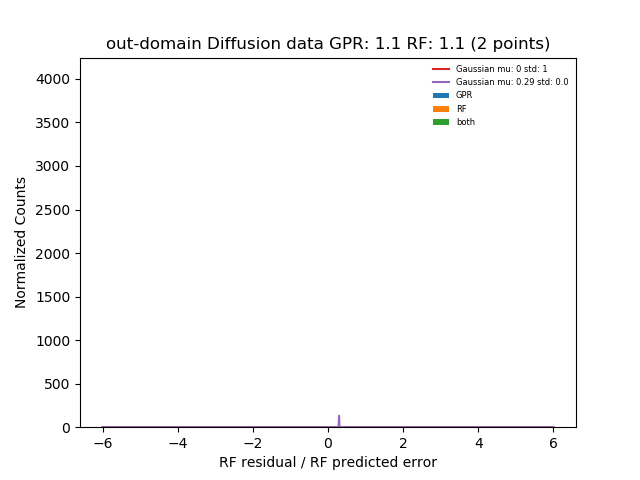 out-domain Diffusion data GPR: 1.1 RF: 1.1 (2 points)
Gaussian mu: 0 std: 1
Gaussian mu: 0.29 std: 0.0
GPR
RF
both
Normalized Counts
4000
3500
3000
2500
2000
1500
1000
500
0
−6
−4
−2
0
2
4
6
RF residual / RF predicted error